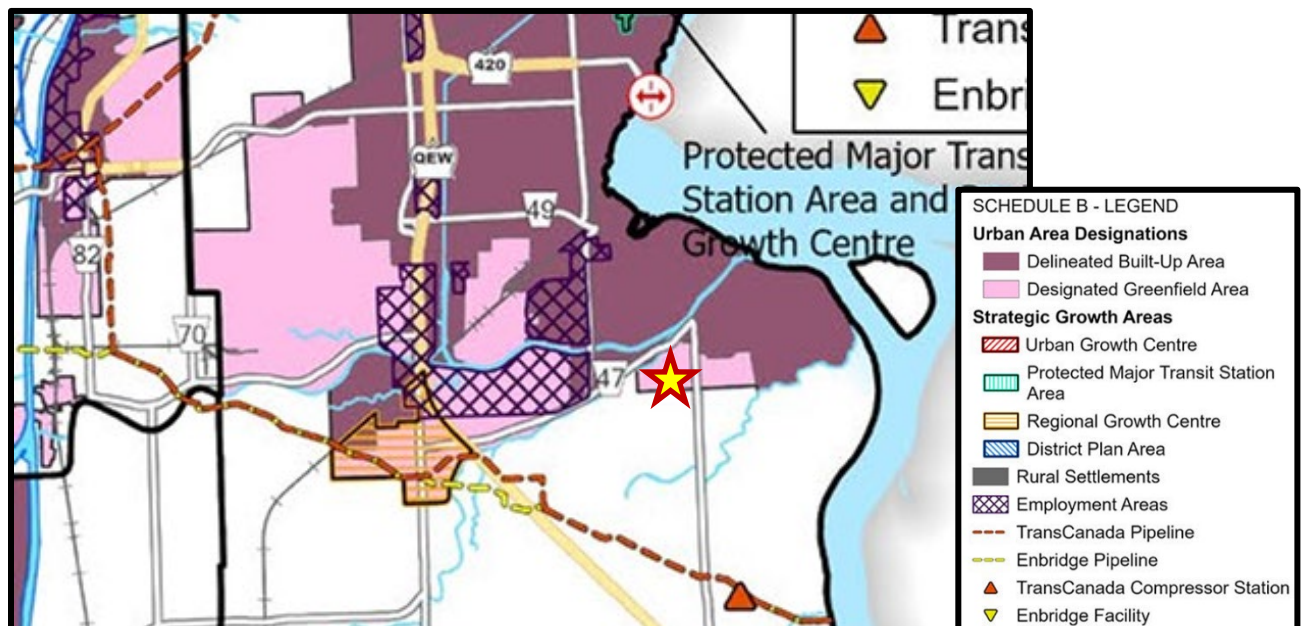 Trans
Enbri
420
QEW
Protected Major Trans
Station Area and
Growth Centre
49
82
70
47
SCHEDULE B - LEGEND
Urban Area Designations
Delineated Built-Up Area
Designated Greenfield Area
Strategic Growth Areas
Urban Growth Centre
Protected Major Transit Station
Area
Regional Growth Centre
District Plan Area
Rural Settlements
Employment Areas
TransCanada Pipeline
Enbridge Pipeline
TransCanada Compressor Station
Enbridge Facility